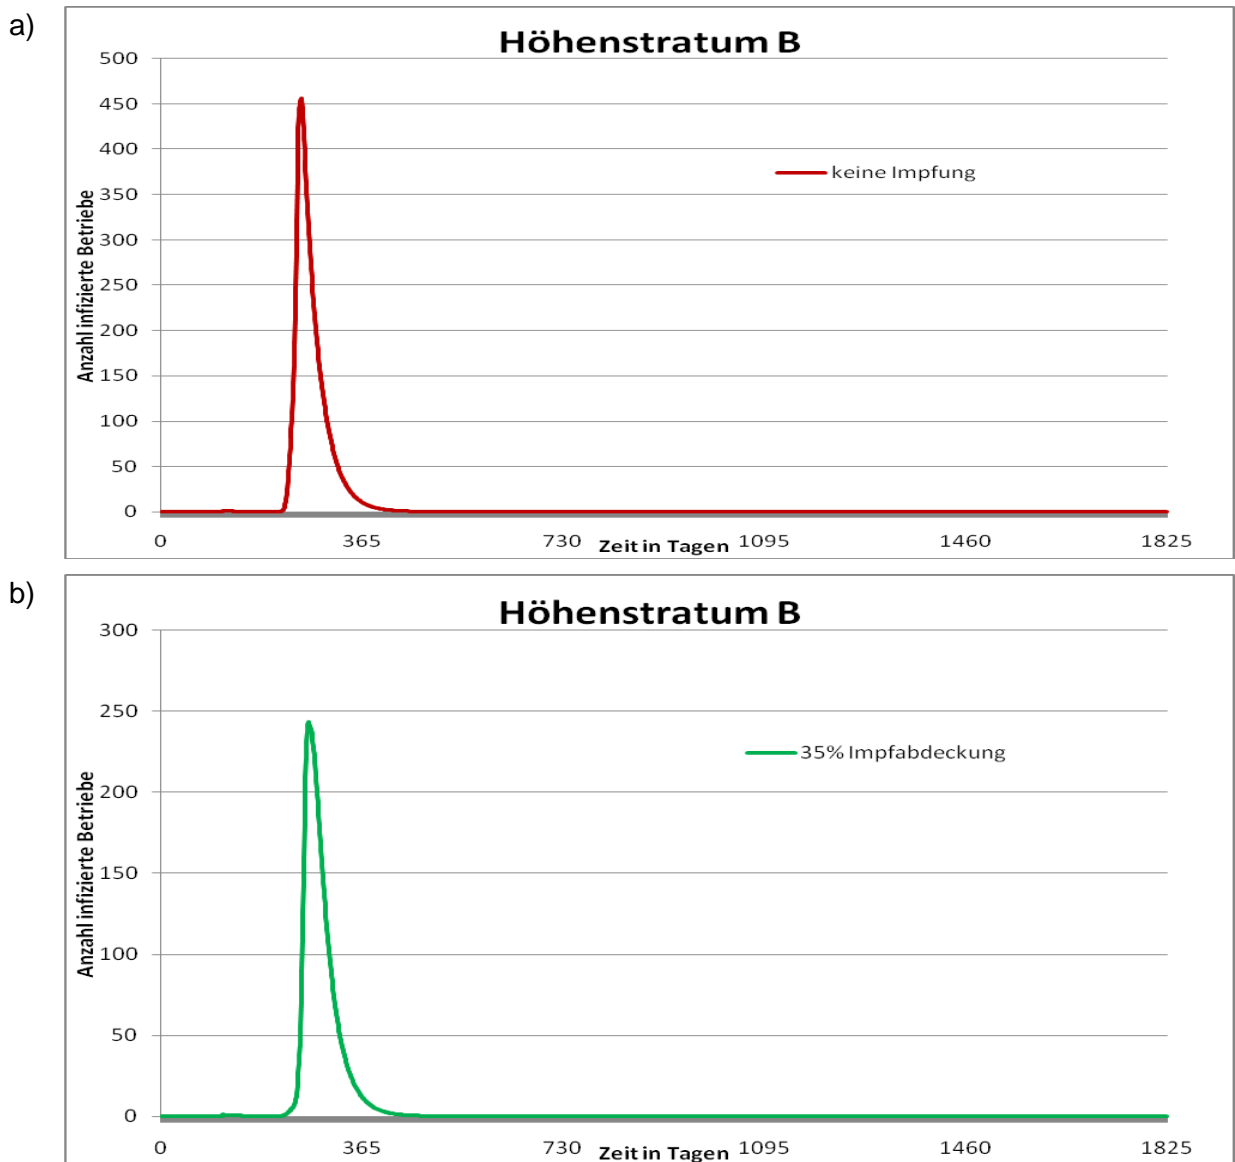 a)
Höhenstratum B
500
450
400
350
300
250
200
150
100
50
0
Anzahl infizierte Betriebe
keine Impfung
0 365 730 1095 1460 1825
Zeit in Tagen
b)
Höhenstratum B
300
250
200
150
100
50
0
Anzahl infizierte Betriebe
35% Impfabdeckung
0 365 730 1095 1460 1825
Zeit in Tagen